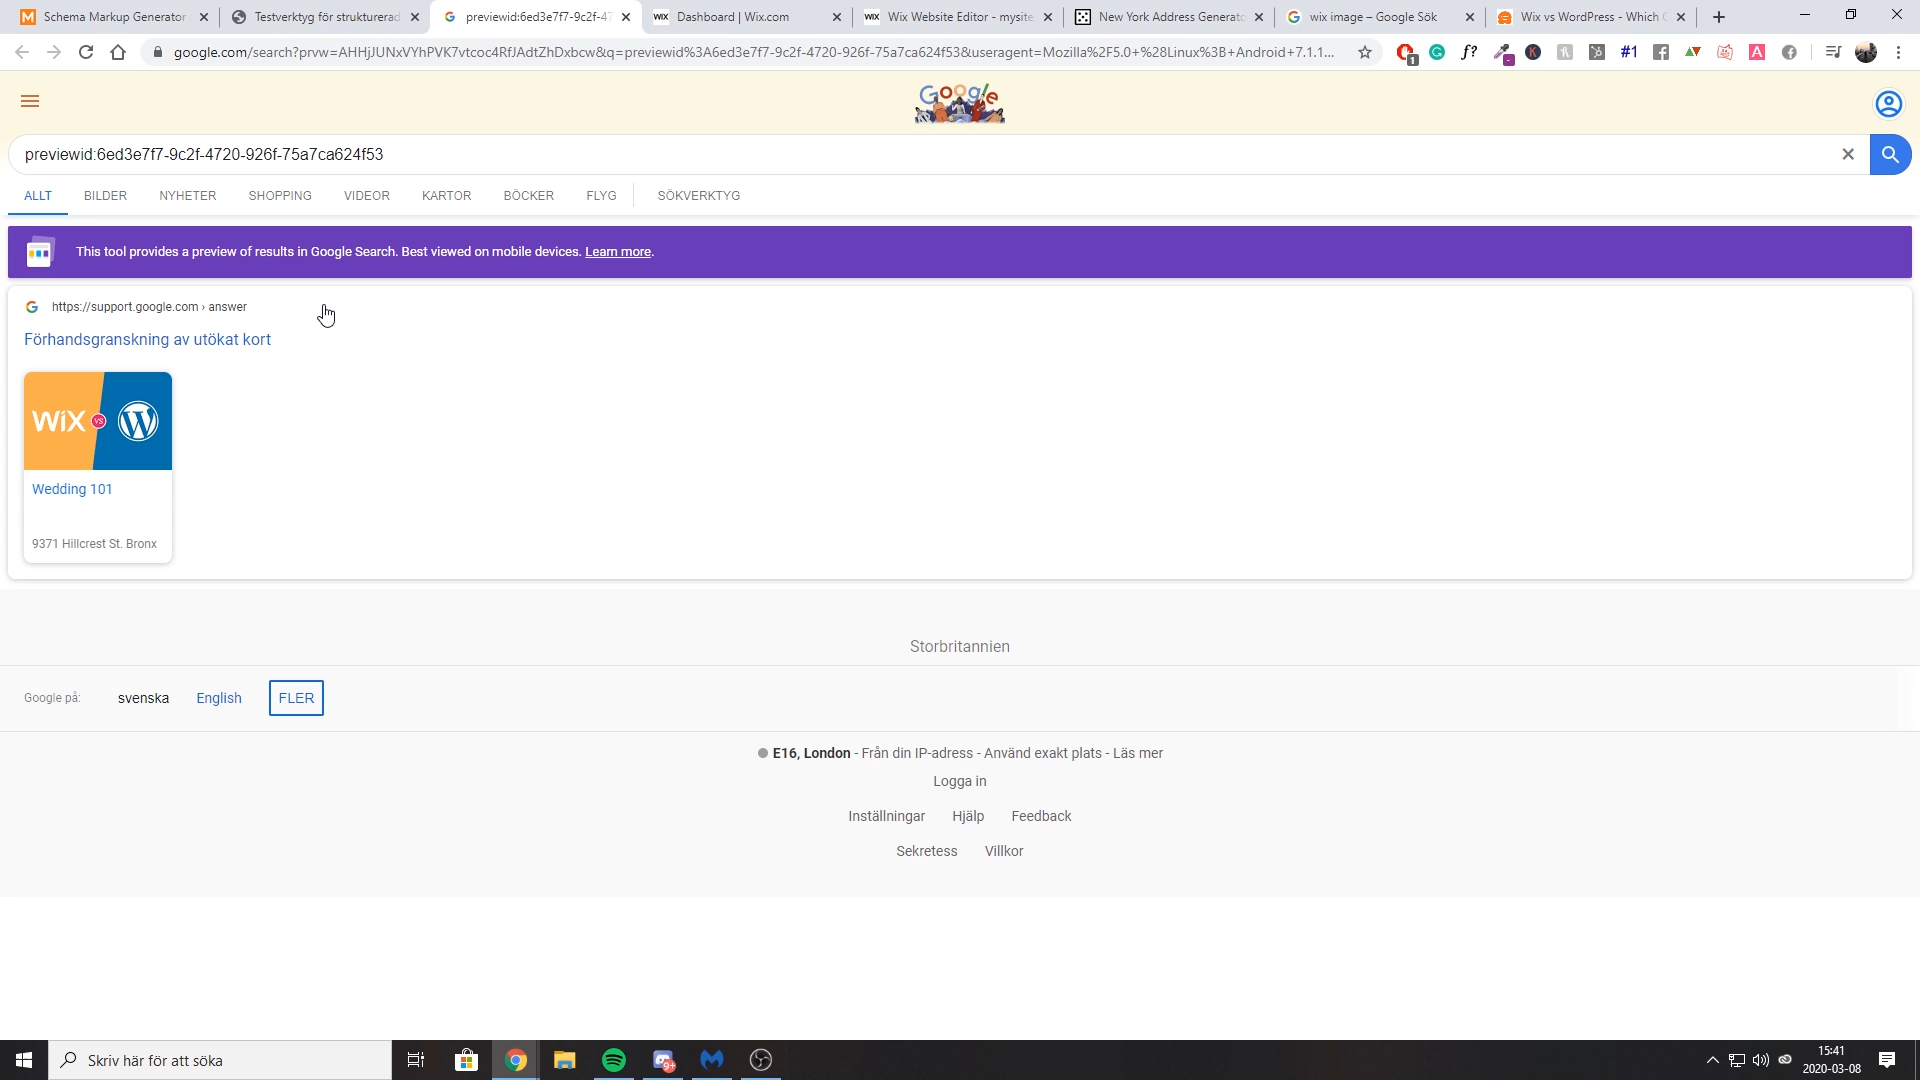 Schema Markup Generator
Testverktyg för strukturerad
previewid:6ed3e7f7-9c2f-47
Dashboard | Wix.com
Wix Website Editor - mysite
New York Address Generato
wix image – Google Sök
Wix vs WordPress - Which C
google.com/search?prvw=AHHjJUNxVYhPVK7vtcoc4RfJAdtZhDxbcw&q=previewid%3A6ed3e7f7-9c2f-4720-926f-75a7ca624f53&useragent=Mozilla%2F5.0+%28Linux%3B+Android+7.1.1...
1
f?
#1
Google
previewid:6ed3e7f7-9c2f-4720-926f-75a7ca624f53
ALLT
BILDER
NYHETER
SHOPPING
VIDEOR
KARTOR
BÖCKER
FLYG
SÖKVERKTYG
This tool provides a preview of results in Google Search. Best viewed on mobile devices. Learn more.
https://support.google.com › answer
Förhandsgranskning av utökat kort
WiX vs
Wedding 101
9371 Hillcrest St. Bronx
Storbritannien
Google på:
svenska
English
FLER
E16, London - Från din IP-adress - Använd exakt plats - Läs mer
Logga in
Inställningar
Hjälp
Feedback
Sekretess
Villkor
Skriv här för att söka
9+
15:41
2020-03-08